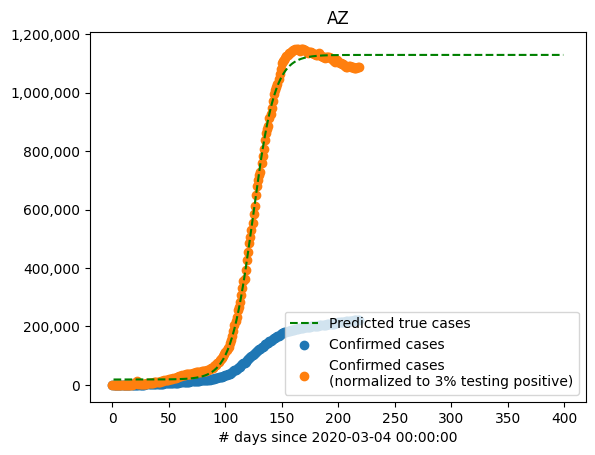 AZ
1,200,000
1,000,000
800,000
600,000
400,000
200,000
0
Predicted true cases
Confirmed cases
Confirmed cases
(normalized to 3% testing positive)
0 50 100 150 200 250 300 350 400
# days since 2020-03-04 00:00:00